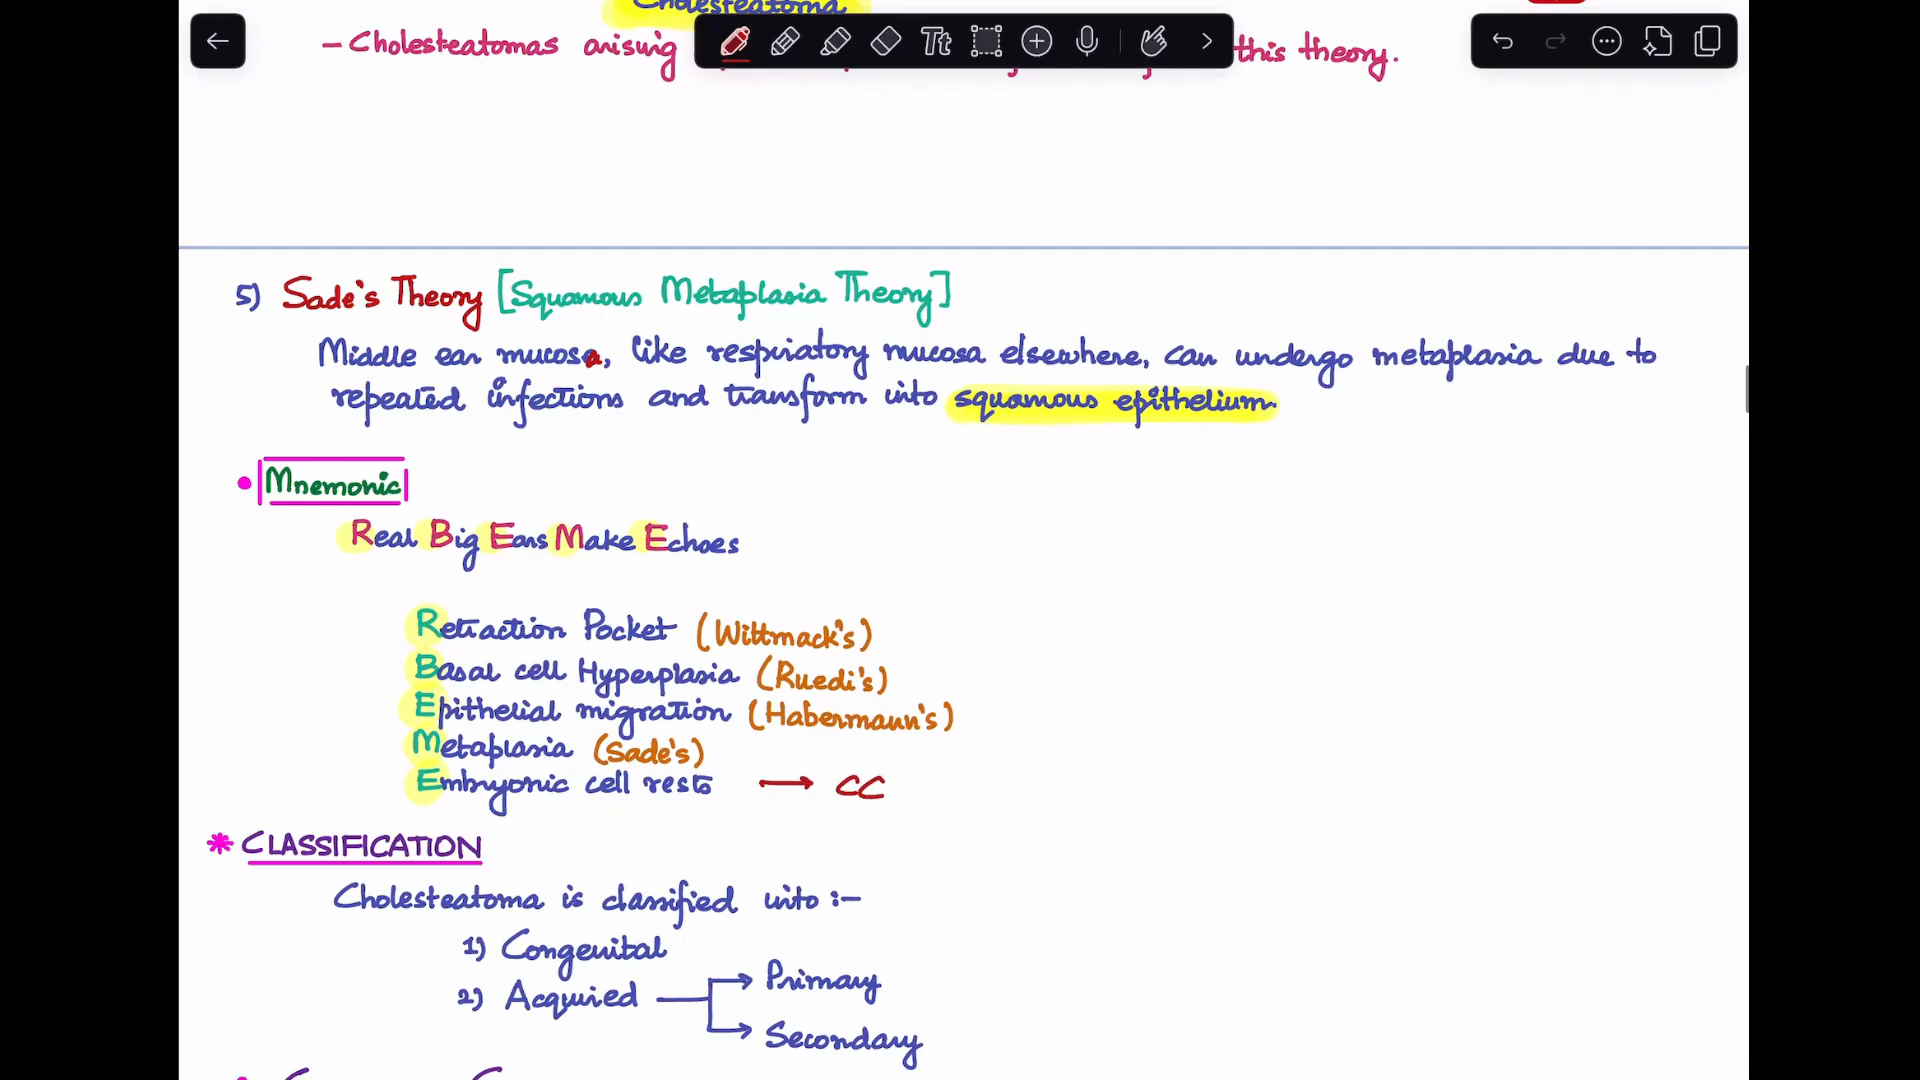 Cholesteatoma
- Cholesteatomas arising this theory.
5) Sade's Theory [Squamous Metaplasia Theory]
Middle ear mucosa, like respiratory mucosa elsewhere, can undergo metaplasia due to
repeated infections and transform into squamous epithelium.
• Mnemonic
Real Big Ears Make Echoes
Retraction Pocket (Wittmack's)
Basal cell Hyperplasia (Ruedi's)
Epithelial migration (Habermann's)
Metaplasia (Sade's)
Embryonic cell rests → CC
* CLASSIFICATION
Cholesteatoma is classified into :-
1) Congenital
2) Acquired
Primary
Secondary